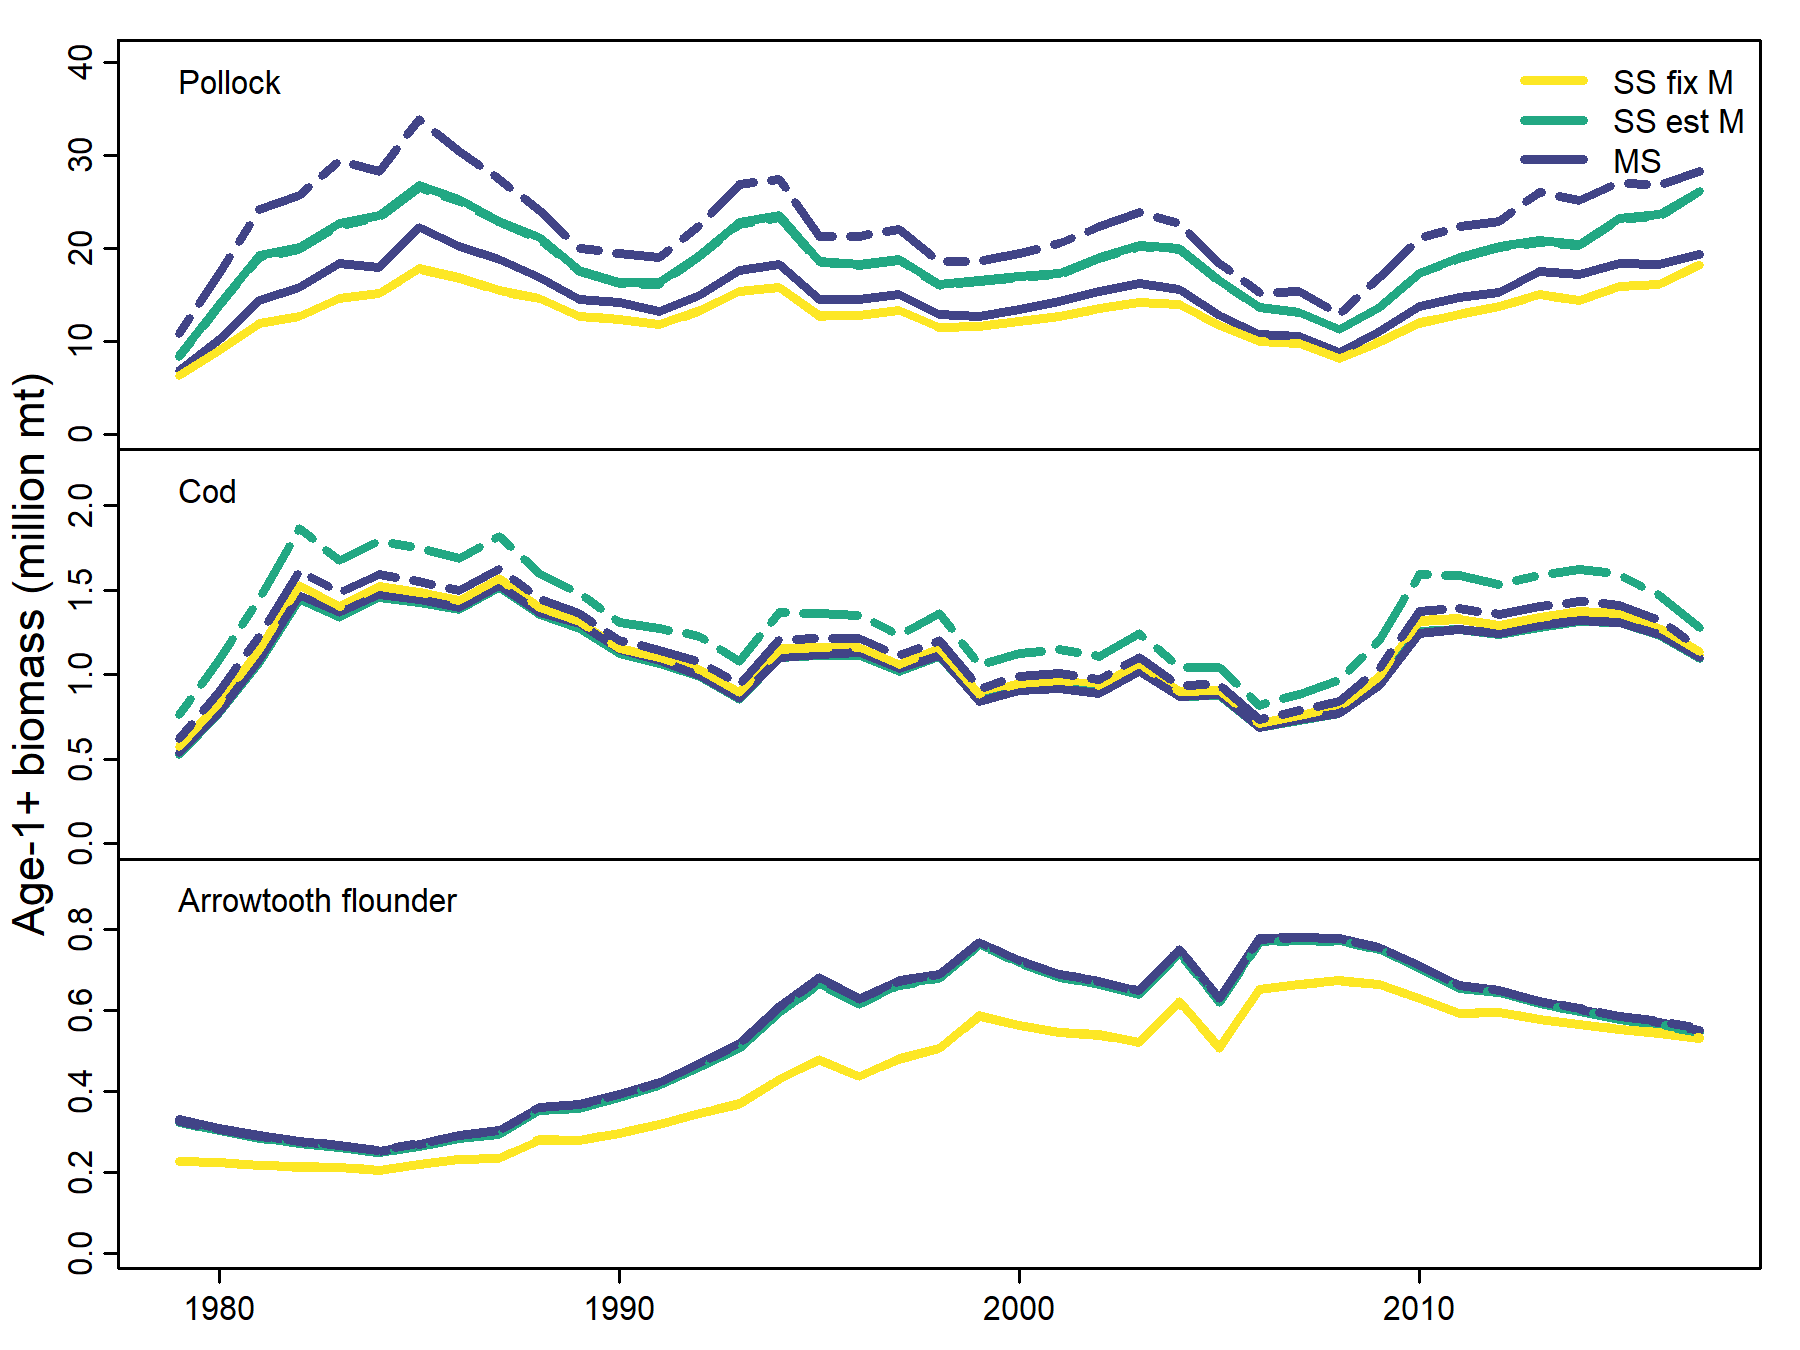 Age-1+ biomass (million mt)
Pollock
SS fix M
SS est M
MS
40
30
20
10
0
Cod
2.0
1.5
1.0
0.5
0.0
Arrowtooth flounder
0.8
0.6
0.4
0.2
0.0
1980 1990 2000 2010